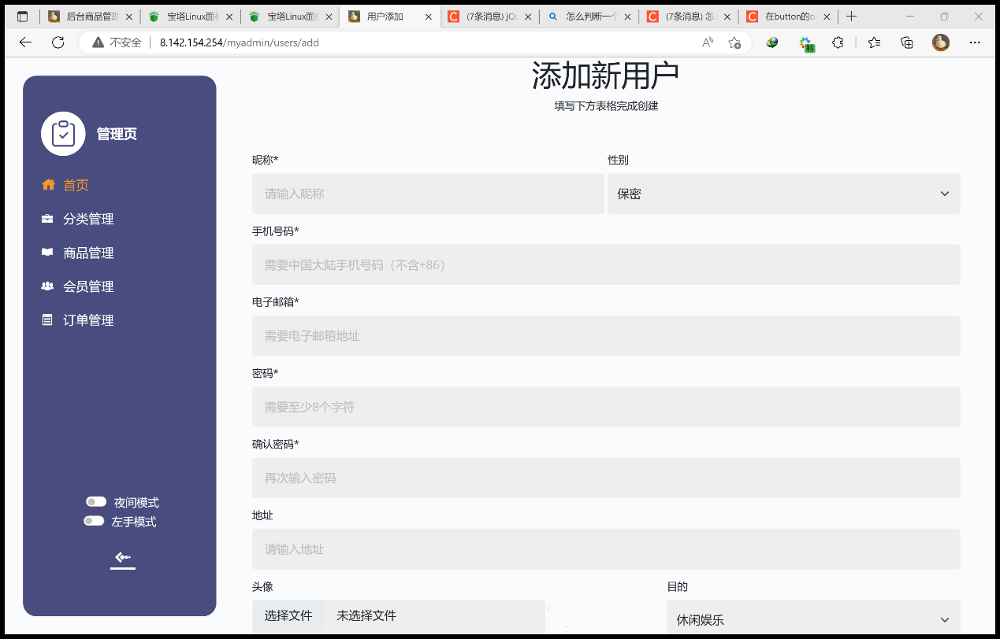 后台商品管理
宝塔Linux面板
宝塔Linux面
用户添加
(7条消息) jQu
怎么判断一个
(7条消息) 怎
在button的o
不安全
8.142.154.254/myadmin/users/add
科
添加新用户
填写下方表格完成创建
管理页
首页
分类管理
商品管理
会员管理
订单管理
夜间模式
左手模式
昵称*
性别
请输入昵称
保密
手机号码*
需要中国大陆手机号码（不含+86）
电子邮箱*
需要电子邮箱地址
密码*
需要至少8个字符
确认密码*
再次输入密码
地址
请输入地址
头像
目的
选择文件 未选择文件
休闲娱乐